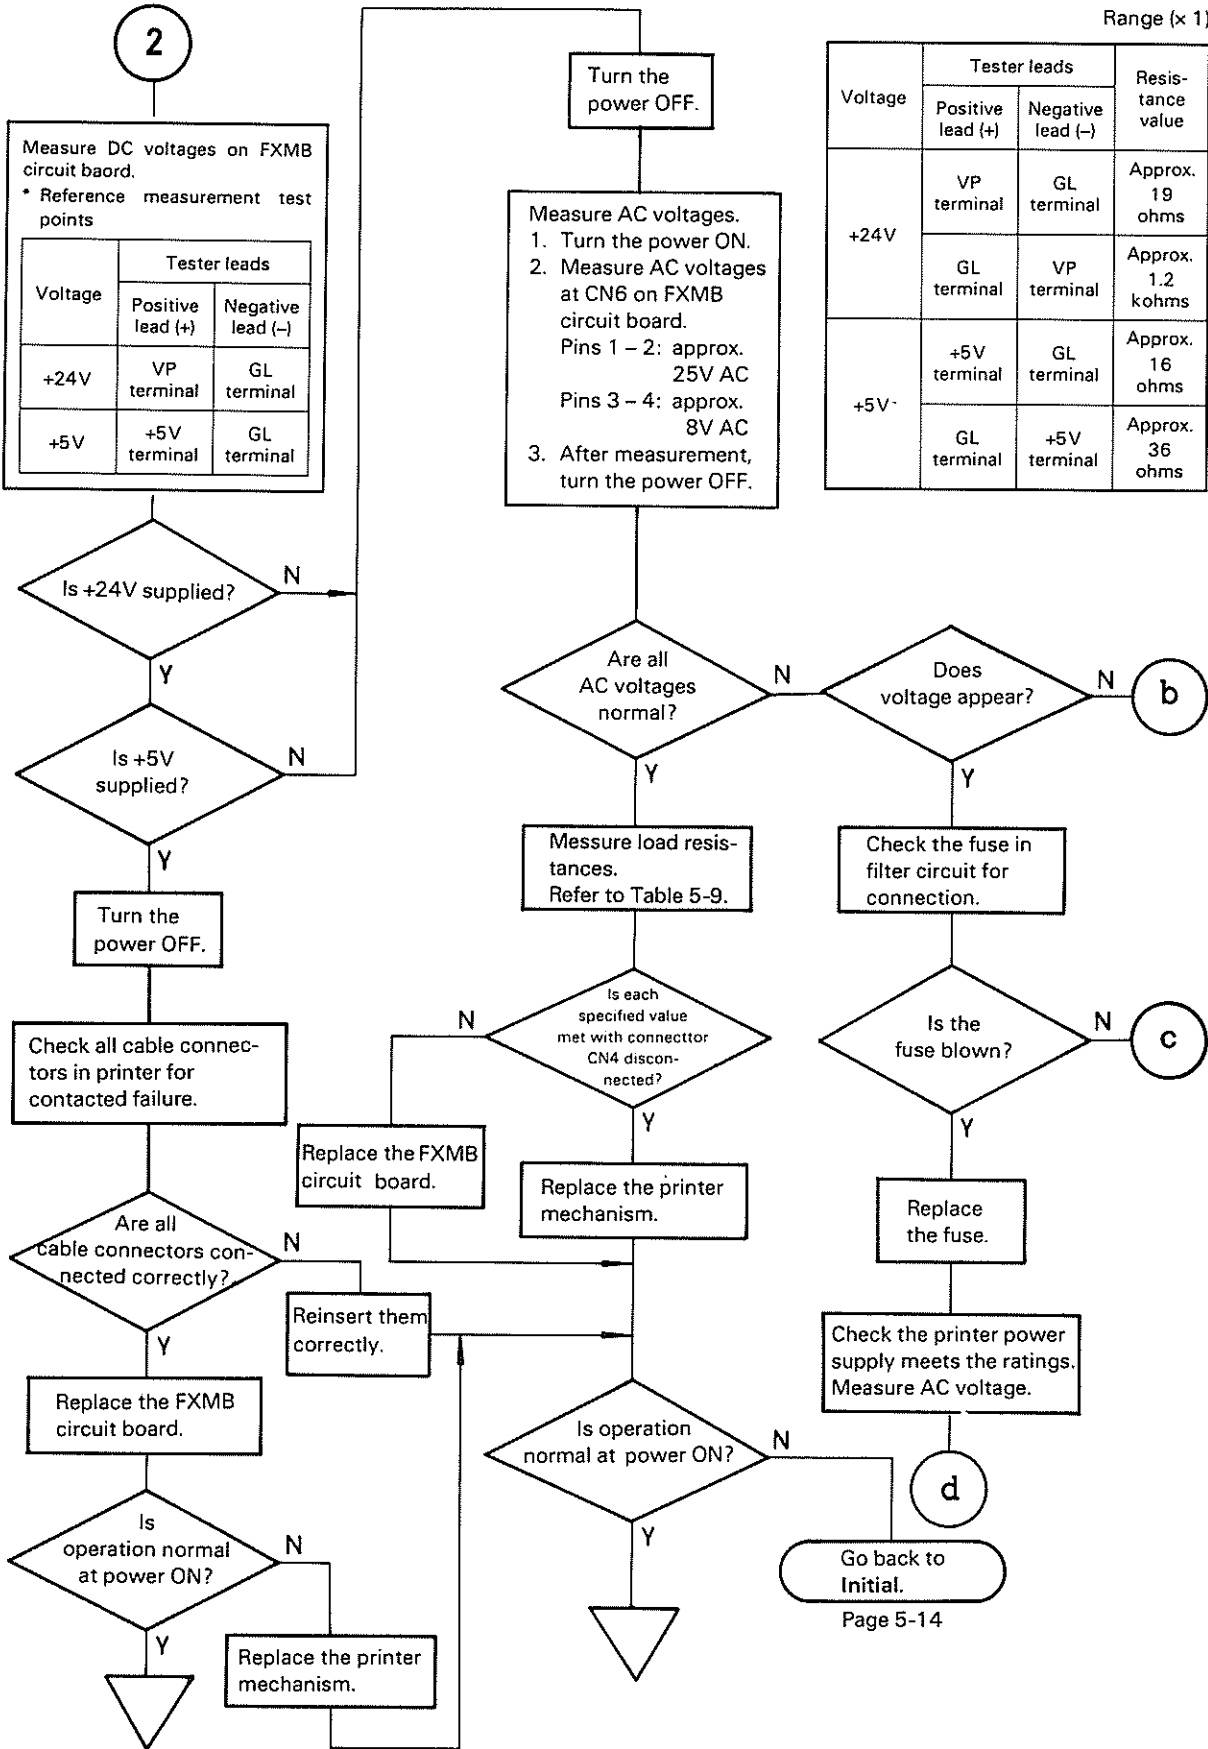 2
Measure DC voltages on FXMB
circuit baord.
* Reference measurement test
points
Voltage
Tester leads
Positive
lead (+)
Negative
lead (–)
+24V
VP
terminal
GL
terminal
+5V
+5V
terminal
GL
terminal
Is +24V supplied?
N
Y
Is +5V
supplied?
N
Y
Turn the
power OFF.
Check all cable connec-
tors in printer for
contacted failure.
Are all
cable connectors con-
nected correctly?
N
Y
Reinsert them
correctly.
Replace the FXMB
circuit board.
Is
operation normal
at power ON?
N
Y
Replace the printer
mechanism.
Turn the
power OFF.
Measure AC voltages.
1. Turn the power ON.
2. Measure AC voltages
at CN6 on FXMB
circuit board.
Pins 1 – 2: approx.
25V AC
Pins 3 – 4: approx.
8V AC
3. After measurement,
turn the power OFF.
Are all
AC voltages
normal?
N
Y
Messure load resis-
tances.
Refer to Table 5-9.
Is each
specified value
met with connecttor
CN4 discon-
nected?
N
Y
Replace the FXMB
circuit board.
Replace the printer
mechanism.
Is operation
normal at power ON?
N
Y
Go back to
Initial.
Page 5-14
Range (× 1)
Voltage
Tester leads
Positive
lead (+)
Negative
lead (–)
Resis-
tance
value
+24V
VP
terminal
GL
terminal
Approx.
19
ohms
GL
terminal
VP
terminal
Approx.
1.2
kohms
+5V
+5V
terminal
GL
terminal
Approx.
16
ohms
GL
terminal
+5V
terminal
Approx.
36
ohms
Does
voltage appear?
N
b
Y
Check the fuse in
filter circuit for
connection.
Is the
fuse blown?
N
c
Y
Replace
the fuse.
Check the printer power
supply meets the ratings.
Measure AC voltage.
d